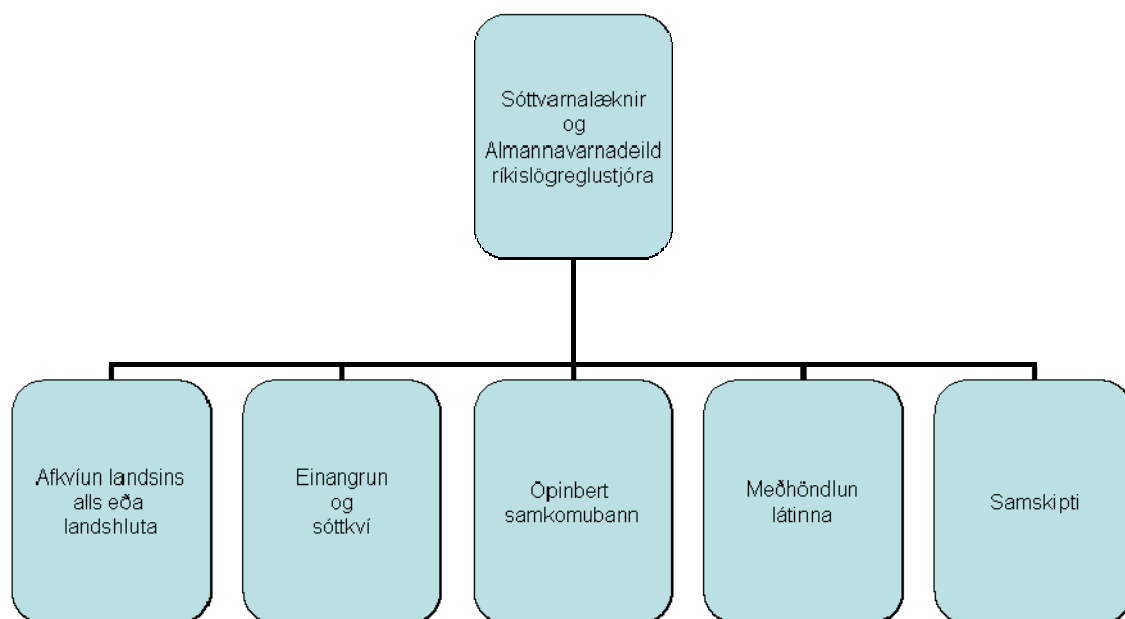 Sóttvarnalæknir
og
Almannavarnadeild
ríkislögreglustjóra
Afkvíun landsins
alls eða
landshluta
Einangrun
og
sóttkví
Opinbert
samkomubann
Meðhöndlun
látinna
Samskipti